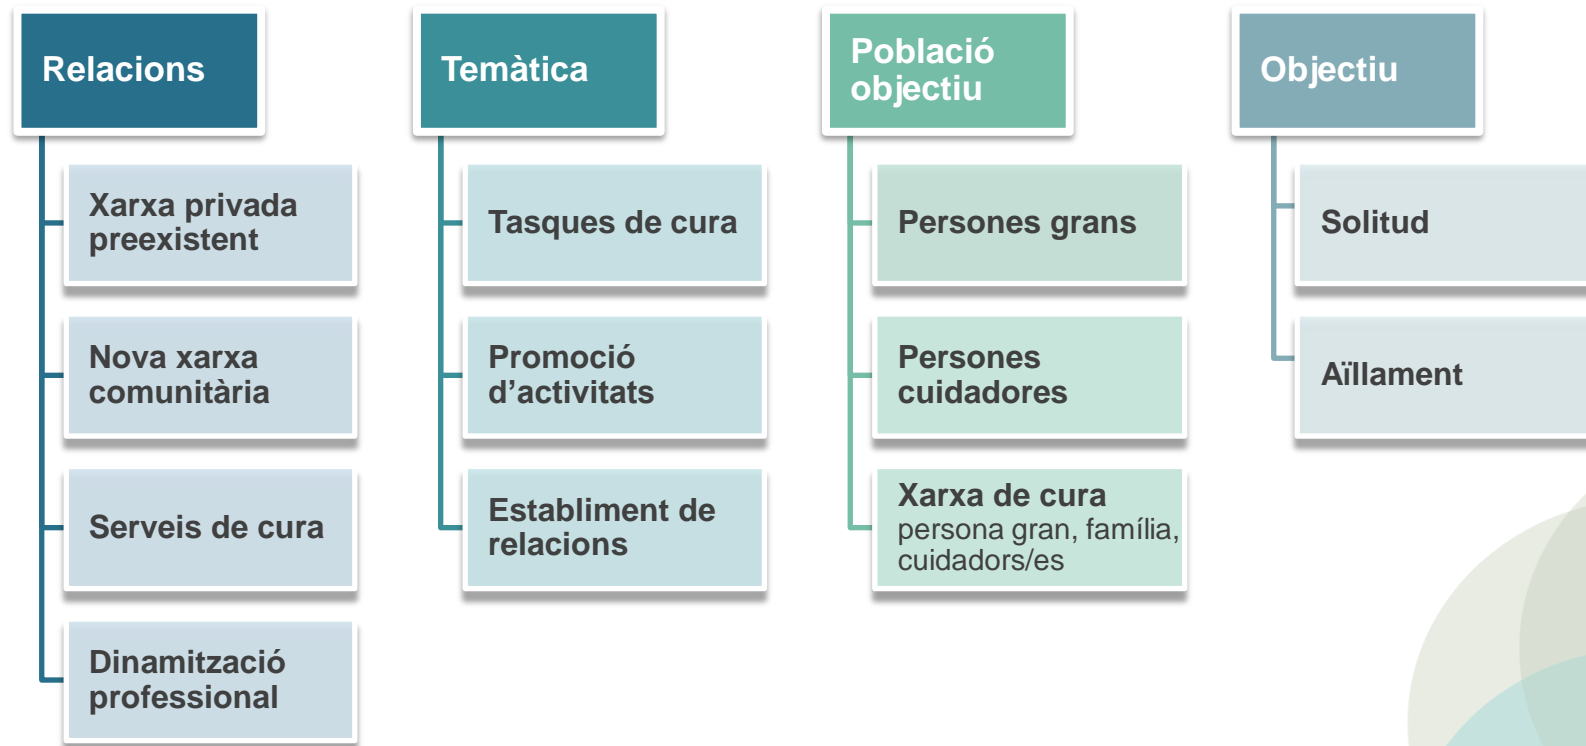 Relacions
Xarxa privada
preexistent
Nova xarxa
comunitària
Serveis de cura
Dinamització
professional
Temàtica
Tasques de cura
Promoció
d’activitats
Establiment de
relacions
Població
objectiu
Persones grans
Persones
cuidadores
Xarxa de cura
persona gran, família,
cuidadors/es
Objectiu
Solitud
Aïllament